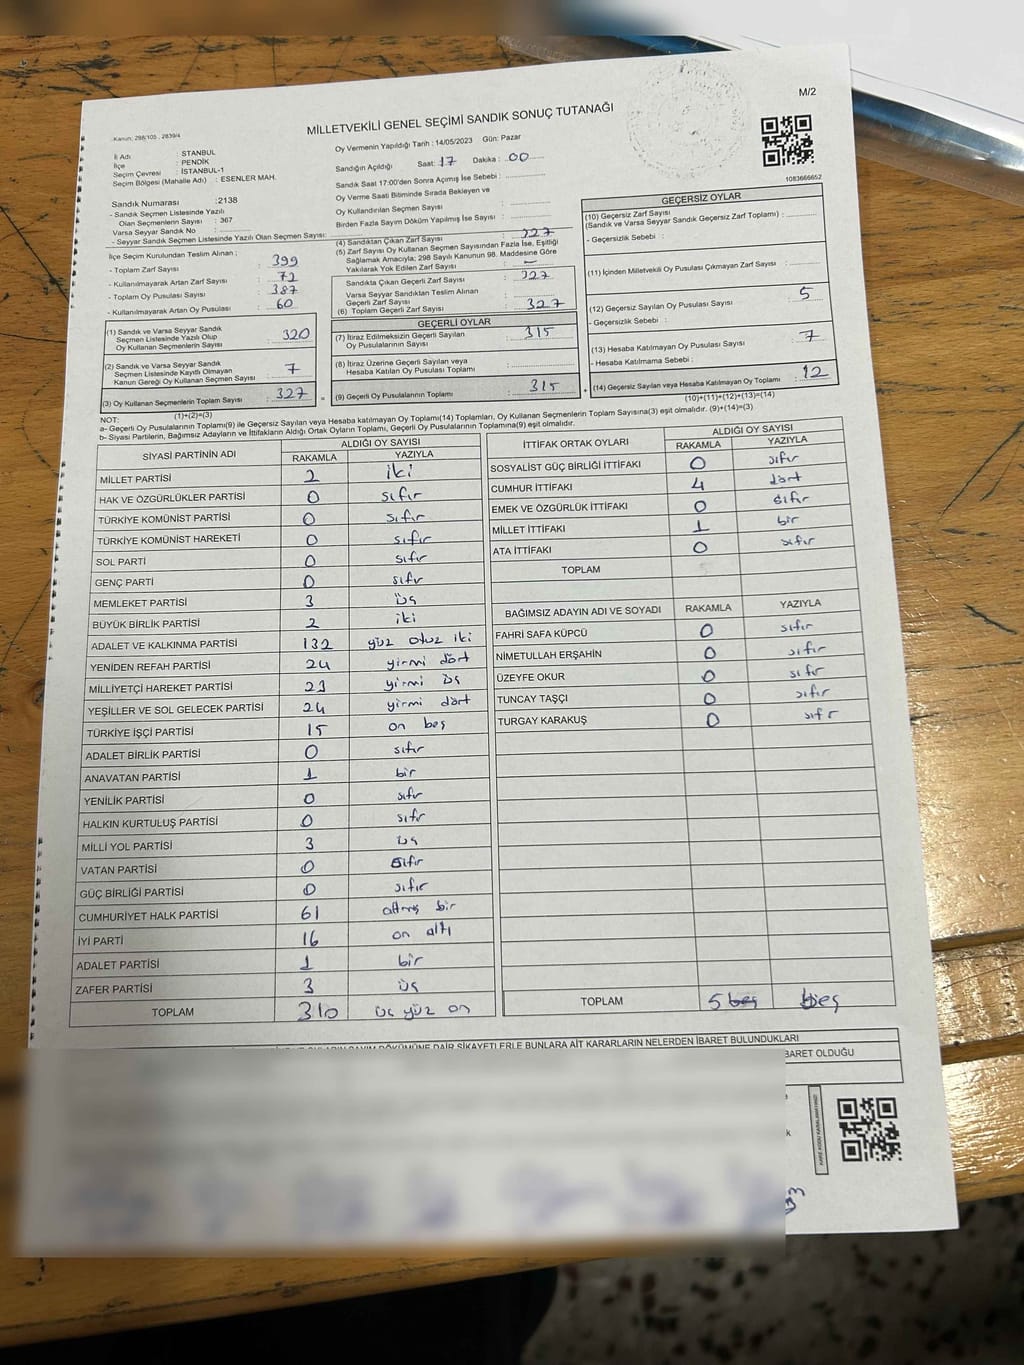 M/2
MİLLETVEKİLİ GENEL SEÇİMİ SANDIK SONUÇ TUTANAĞI
Kanun: 298/105 . 2839/4
İl Adı : STANBUL
İlçe : PENDİK
Seçim Çevresi : İSTANBUL-1
Seçim Bölgesi (Mahalle Adı) : ESENLER MAH.
Oy Vermenin Yapıldığı Tarih : 14/05/2023 Gün: Pazar
Sandığın Açıldığı Saat: 17 Dakika : 00
Sandık Saat 17:00'den Sonra Açımış İse Sebebi :
Oy Verme Saati Bitiminde Sırada Bekleyen ve
Oy Kullandırılan Seçmen Sayısı :
Birden Fazla Sayım Döküm Yapılmış İse Sayısı :
1083666652
Sandık Numarası :2138
- Sandık Seçmen Listesinde Yazılı
Olan Seçmenlerin Sayısı : 367
Varsa Seyyar Sandık No :
- Seyyar Sandık Seçmen Listesinde Yazılı Olan Seçmen Sayısı:
İlçe Seçim Kurulundan Teslim Alınan ;
- Toplam Zarf Sayısı : 399
- Kullanılmayarak Artan Zarf Sayısı : 72
- Toplam Oy Pusulası Sayısı : 387
- Kullanılmayarak Artan Oy Pusulası : 60
(1) Sandık ve Varsa Seyyar Sandık
Seçmen Listesinde Yazılı Olup
Oy Kullanan Seçmenlerin Sayısı : 320
(2) Sandık ve Varsa Seyyar Sandık
Seçmen Listesinde Kayıtlı Olmayan
Kanun Gereği Oy Kullanan Seçmen Sayısı : 7
(3) Oy Kullanan Seçmenlerin Toplam Sayısı : 327
(1)+(2)=(3)
(4) Sandıktan Çıkan Zarf Sayısı : 327
(5) Zarf Sayısı Oy Kullanan Seçmen Sayısından Fazla İse, Eşitliği
Sağlamak Amacıyla; 298 Sayılı Kanunun 98. Maddesine Göre
Yakılarak Yok Edilen Zarf Sayısı : -
Sandıkta Çıkan Geçerli Zarf Sayısı : 327
Varsa Seyyar Sandıktan Teslim Alınan
Geçerli Zarf Sayısı :
(6) Toplam Geçerli Zarf Sayısı : 327
GEÇERLİ OYLAR
(7) İtiraz Edilmeksizin Geçerli Sayılan
Oy Pusulalarının Sayısı : 315
(8) İtiraz Üzerine Geçerli Sayılan veya
Hesaba Katılan Oy Pusulası Toplamı :
(9) Geçerli Oy Pusulalarının Toplamı : 315
GEÇERSİZ OYLAR
(10) Geçersiz Zarf Sayısı
(Sandık ve Varsa Seyyar Sandık Geçersiz Zarf Toplamı) :
- Geçersizlik Sebebi :
(11) İçinden Milletvekili Oy Pusulası Çıkmayan Zarf Sayısı :
(12) Geçersiz Sayılan Oy Pusulası Sayısı : 5
- Geçersizlik Sebebi :
(13) Hesaba Katılmayan Oy Pusulası Sayısı : 7
- Hesaba Katılmama Sebebi :
(14) Geçersiz Sayılan veya Hesaba Katılmayan Oy Toplamı : 12
(10)+(11)+(12)+(13)=(14)
NOT:
a- Geçerli Oy Pusulalarının Toplamı(9) ile Geçersiz Sayılan veya Hesaba katılmayan Oy Toplamı(14) Toplamları, Oy Kullanan Seçmenlerin Toplam Sayısına(3) eşit olmalıdır. (9)+(14)=(3)
b- Siyasi Partilerin, Bağımsız Adayların ve İttifakların Aldığı Ortak Oyların Toplamı, Geçerli Oy Pusulalarının Toplamına(9) eşit olmalıdır.
SİYASİ PARTİNİN ADI ALDIĞI OY SAYISI
RAKAMLA YAZIYLA
MİLLET PARTİSİ 2 iki
HAK VE ÖZGÜRLÜKLER PARTİSİ 0 sıfır
TÜRKİYE KOMÜNİST PARTİSİ 0 sıfır
TÜRKİYE KOMÜNİST HAREKETİ 0 sıfır
SOL PARTİ 0 sıfır
GENÇ PARTİ 0 sıfır
MEMLEKET PARTİSİ 3 üç
BÜYÜK BİRLİK PARTİSİ 2 iki
ADALET VE KALKINMA PARTİSİ 132 yüz otuz iki
YENİDEN REFAH PARTİSİ 24 yirmi dört
MİLLİYETÇİ HAREKET PARTİSİ 23 yirmi üç
YEŞİLLER VE SOL GELECEK PARTİSİ 24 yirmi dört
TÜRKİYE İŞÇİ PARTİSİ 15 on beş
ADALET BİRLİK PARTİSİ 0 sıfır
ANAVATAN PARTİSİ 1 bir
YENİLİK PARTİSİ 0 sıfır
HALKIN KURTULUŞ PARTİSİ 0 sıfır
MİLLİ YOL PARTİSİ 3 üç
VATAN PARTİSİ 0 sıfır
GÜÇ BİRLİĞİ PARTİSİ 0 sıfır
CUMHURİYET HALK PARTİSİ 61 altmış bir
İYİ PARTİ 16 on altı
ADALET PARTİSİ 1 bir
ZAFER PARTİSİ 3 üç
TOPLAM 310 üç yüz on
İTTİFAK ORTAK OYLARI ALDIĞI OY SAYISI
RAKAMLA YAZIYLA
SOSYALİST GÜÇ BİRLİĞİ İTTİFAKI 0 sıfır
CUMHUR İTTİFAKI 4 dört
EMEK VE ÖZGÜRLÜK İTTİFAKI 0 sıfır
MİLLET İTTİFAKI 1 bir
ATA İTTİFAKI 0 sıfır
TOPLAM
BAĞIMSIZ ADAYIN ADI VE SOYADI RAKAMLA YAZIYLA
FAHRİ SAFA KÜPCÜ 0 sıfır
NİMETULLAH ERŞAHİN 0 sıfır
ÜZEYFE OKUR 0 sıfır
TUNCAY TAŞÇI 0 sıfır
TURGAY KARAKUŞ 0 sıfır
TOPLAM 5 beş beş
SAYIM DÖKÜMÜNE DAİR ŞİKAYETLERLE BUNLARA AİT KARARLARIN NELERDEN İBARET BULUNDUKLARI
BARET OLDUĞU